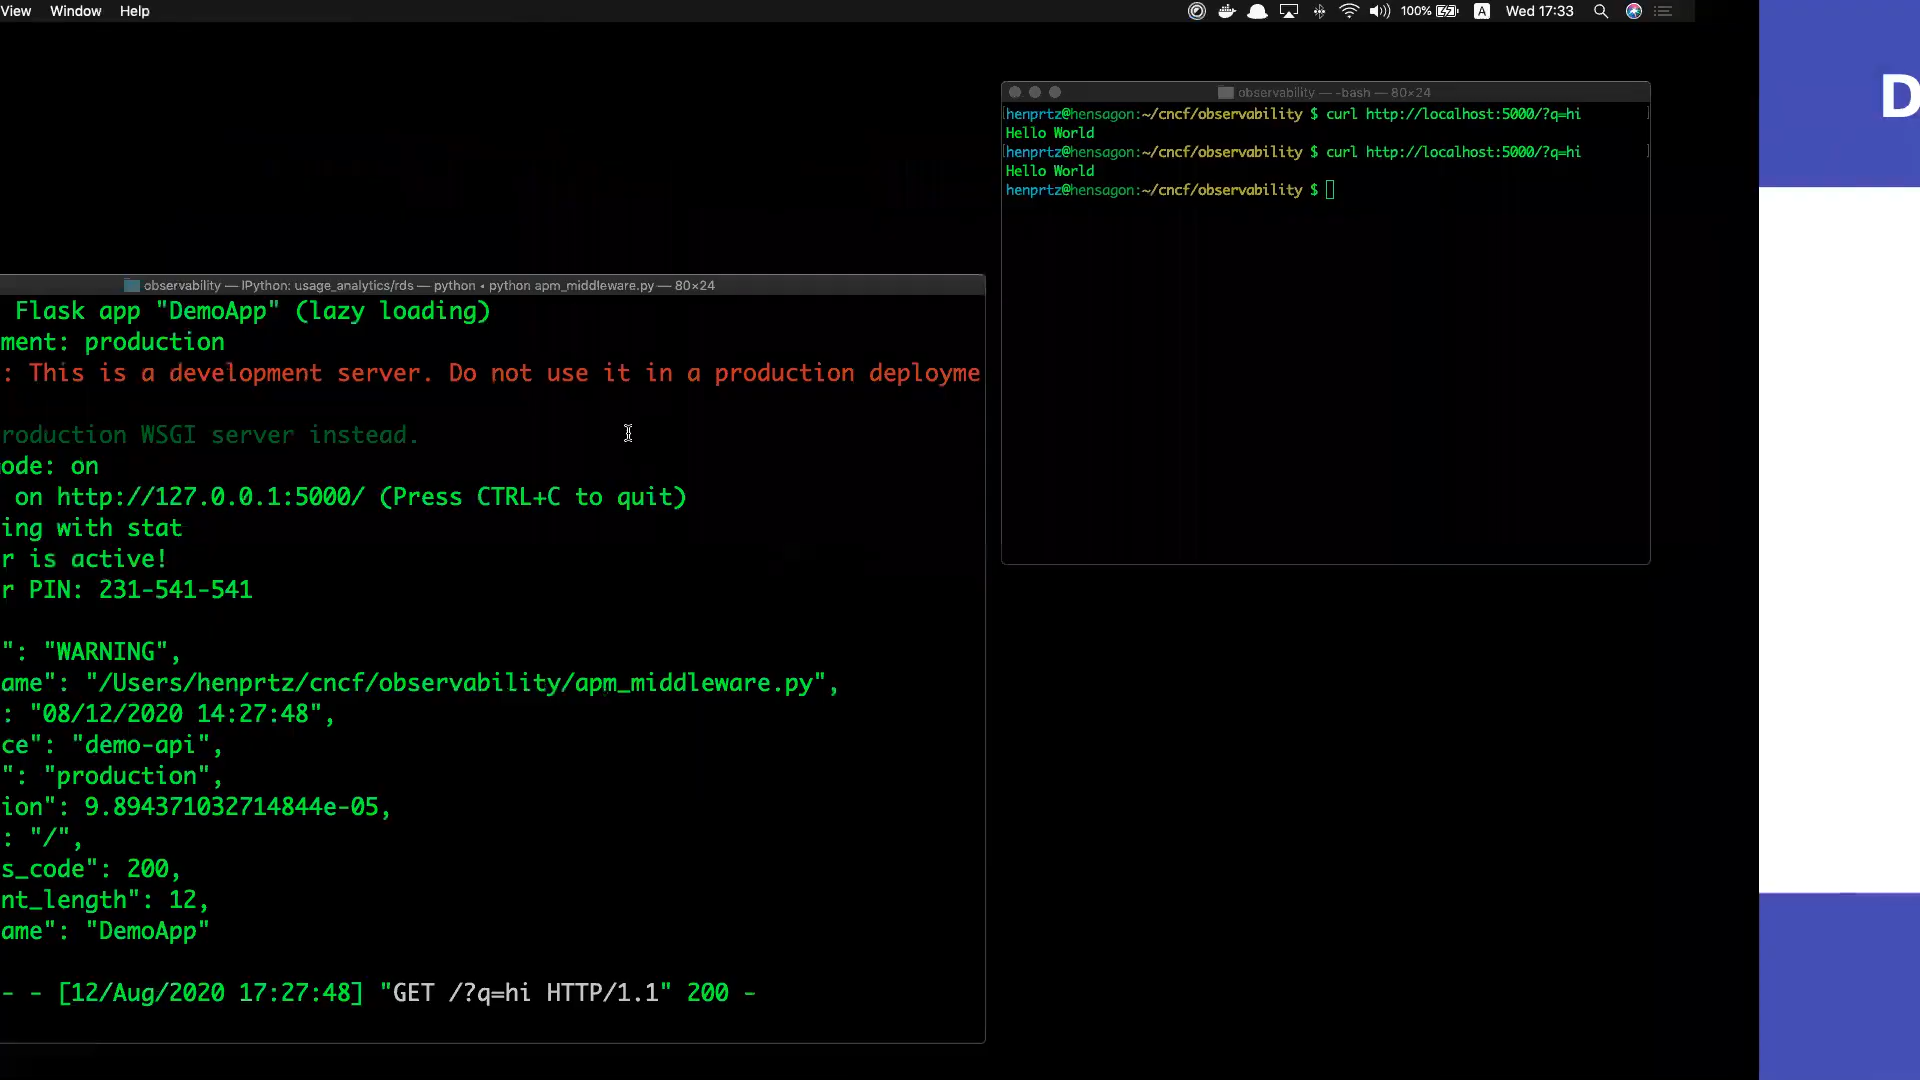 View Window Help
100% A Wed 17:33
D
observability — -bash — 80×24
henprtz@hensagon:~/cncf/observability $ curl http://localhost:5000/?q=hi
Hello World
henprtz@hensagon:~/cncf/observability $ curl http://localhost:5000/?q=hi
Hello World
henprtz@hensagon:~/cncf/observability $
observability — IPython: usage_analytics/rds — python • python apm_middleware.py — 80×24
Flask app "DemoApp" (lazy loading)
ment: production
: This is a development server. Do not use it in a production deployme
roduction WSGI server instead.
ode: on
on http://127.0.0.1:5000/ (Press CTRL+C to quit)
ing with stat
r is active!
r PIN: 231-541-541
": "WARNING",
ame": "/Users/henprtz/cncf/observability/apm_middleware.py",
: "08/12/2020 14:27:48",
ce": "demo-api",
": "production",
ion": 9.894371032714844e-05,
: "/",
s_code": 200,
nt_length": 12,
ame": "DemoApp"
- - [12/Aug/2020 17:27:48] "GET /?q=hi HTTP/1.1" 200 -